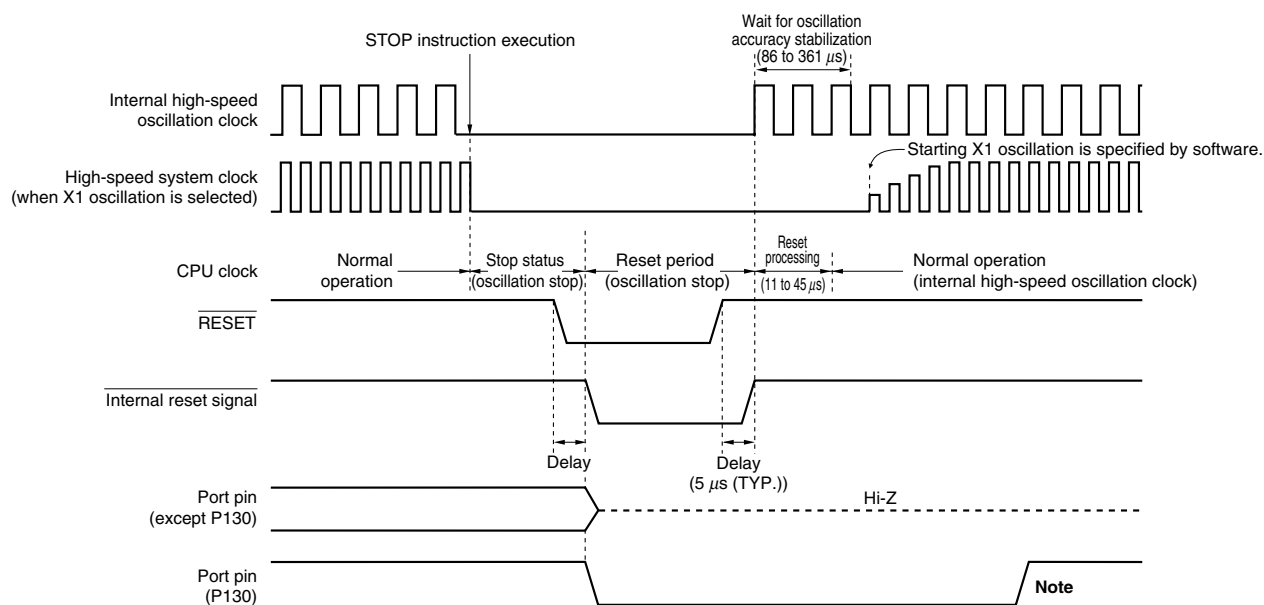 Wait for oscillation
accuracy stabilization
(86 to 361 μs)
STOP instruction execution
Internal high-speed
oscillation clock
Starting X1 oscillation is specified by software.
High-speed system clock
(when X1 oscillation is selected)
CPU clock
Normal
operation
Stop status
(oscillation stop)
Reset period
(oscillation stop)
Reset
processing
(11 to 45 μs)
Normal operation
(internal high-speed oscillation clock)
RESET
Internal reset signal
Delay
Delay
(5 μs (TYP.))
Port pin
(except P130)
Hi-Z
Port pin
(P130)
Note